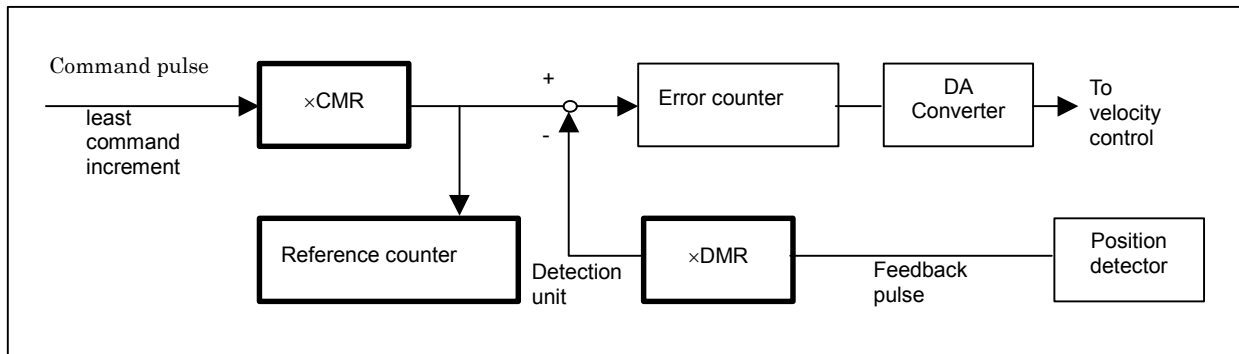 Command pulse
least
command
increment
×CMR
+
-
Error counter
DA
Converter
To
velocity
control
Reference counter
Detection
unit
×DMR
Feedback
pulse
Position
detector